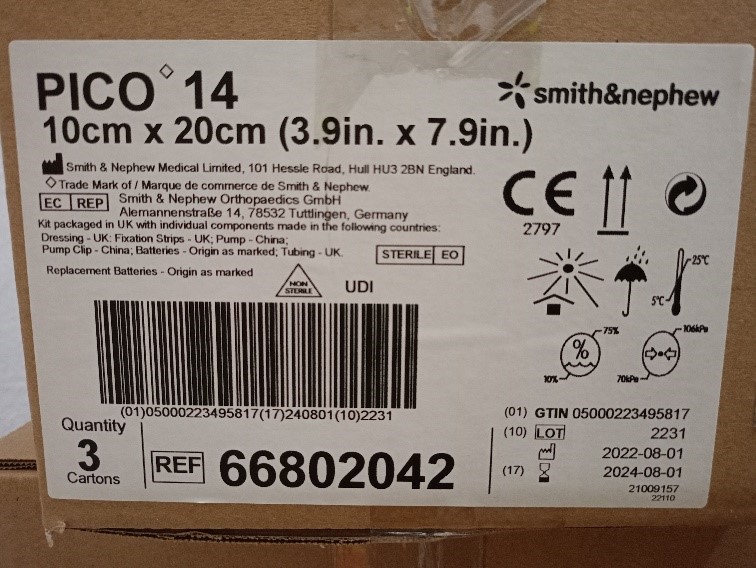 PICO◇ 14
smith&nephew
10cm x 20cm (3.9in. x 7.9in.)
Smith & Nephew Medical Limited, 101 Hessle Road, Hull HU3 2BN England.
◇Trade Mark of / Marque de commerce de Smith & Nephew.
EC REP Smith & Nephew Orthopaedics GmbH
Alemannenstraße 14, 78532 Tuttlingen, Germany
Kit packaged in UK with individual components made in the following countries:
Dressing - UK: Fixation Strips - UK; Pump - China;
Pump Clip - China; Batteries - Origin as marked; Tubing - UK.
STERILE EO
Replacement Batteries - Origin as marked
NON
STERILE
UDI
CE
2797
25°C
5°C
%
75%
10%
106kPa
70kPa
(01)05000223495817(17)240801(10)2231
Quantity
3
Cartons
REF 66802042
(01) GTIN 05000223495817
(10) LOT 2231
2022-08-01
(17) 2024-08-01
21009157
22110